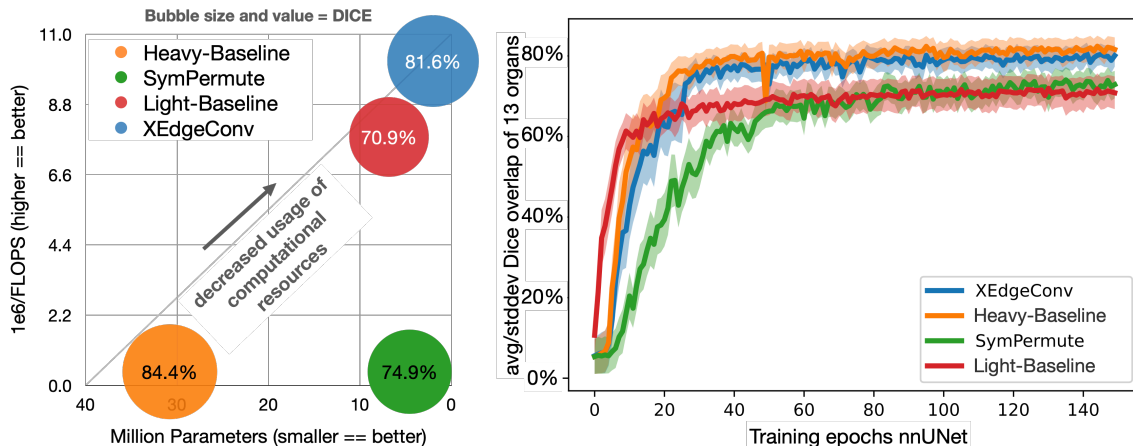 Bubble size and value = DICE
1e6/FLOPS (higher == better)
11.0
8.8
6.6
4.4
2.2
0.0
Heavy-Baseline
SymPermute
Light-Baseline
XEdgeConv
81.6%
70.9%
decreased usage of
computational
resources
84.4%
74.9%
40
30
20
10
0
Million Parameters (smaller == better)
avg/stddev Dice overlap of 13 organs
80%
60%
40%
20%
0%
XEdgeConv
Heavy-Baseline
SymPermute
Light-Baseline
0
20
40
60
80
100
120
140
Training epochs nnUNet